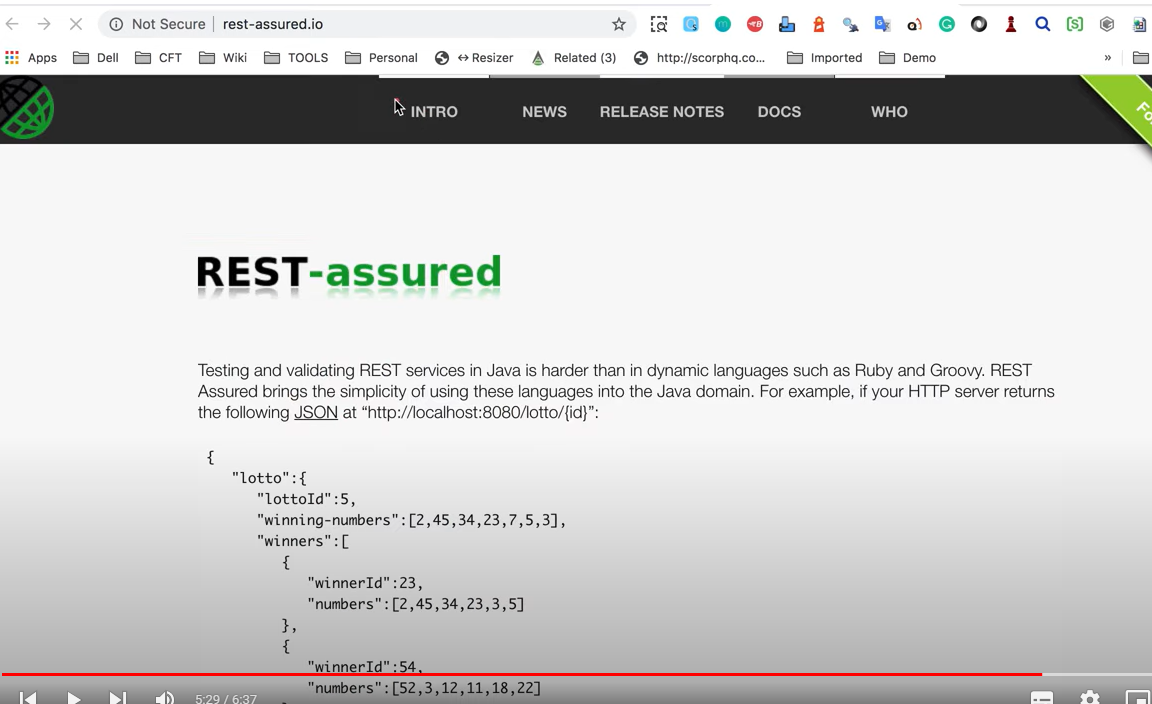 Not Secure rest-assured.io
Apps Dell CFT Wiki TOOLS Personal ⇔ Resizer Related (3) http://scorphq.co... Imported Demo »
INTRO NEWS RELEASE NOTES DOCS WHO
REST-assured
Testing and validating REST services in Java is harder than in dynamic languages such as Ruby and Groovy. REST
Assured brings the simplicity of using these languages into the Java domain. For example, if your HTTP server returns
the following JSON at “http://localhost:8080/lotto/{id}”:
{
"lotto":{
"lottoId":5,
"winning-numbers":[2,45,34,23,7,5,3],
"winners":[
{
"winnerId":23,
"numbers":[2,45,34,23,3,5]
},
{
"winnerId":54,
"numbers":[52,3,12,11,18,22]
5:29 / 6:37